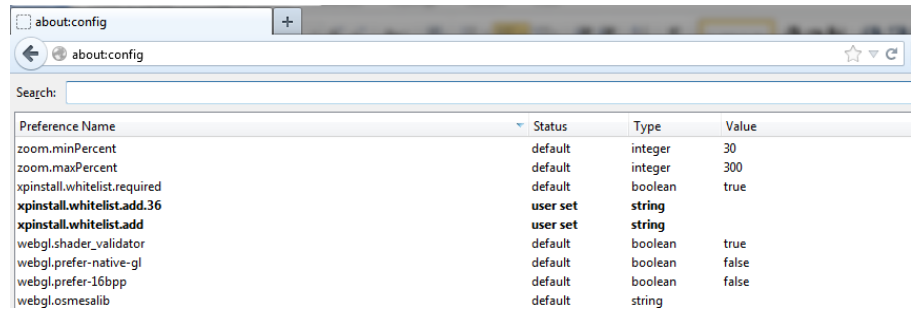 about:config
about:config
Search:
Preference Name Status Type Value
zoom.minPercent default integer 30
zoom.maxPercent default integer 300
xpinstall.whitelist.required default boolean true
xpinstall.whitelist.add.36 user set string
xpinstall.whitelist.add user set string
webgl.shader_validator default boolean true
webgl.prefer-native-gl default boolean false
webgl.prefer-16bpp default boolean false
webgl.osmesalib default string